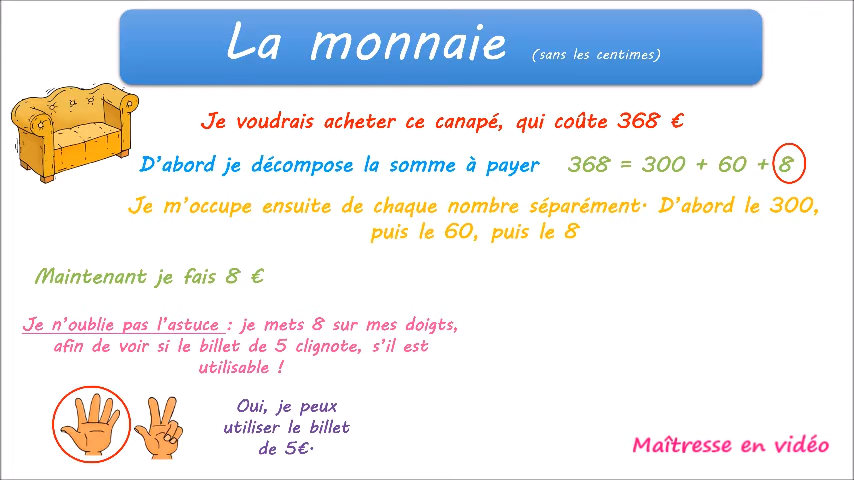 La monnaie (sans les centimes)
Je voudrais acheter ce canapé, qui coûte 368 €
D'abord je décompose la somme à payer 368 = 300 + 60 + 8
Je m'occupe ensuite de chaque nombre séparément. D'abord le 300,
puis le 60, puis le 8
Maintenant je fais 8 €
Je n'oublie pas l'astuce : je mets 8 sur mes doigts,
afin de voir si le billet de 5 clignote, s'il est
utilisable !
Oui, je peux
utiliser le billet
de 5€.
Maîtresse en vidéo